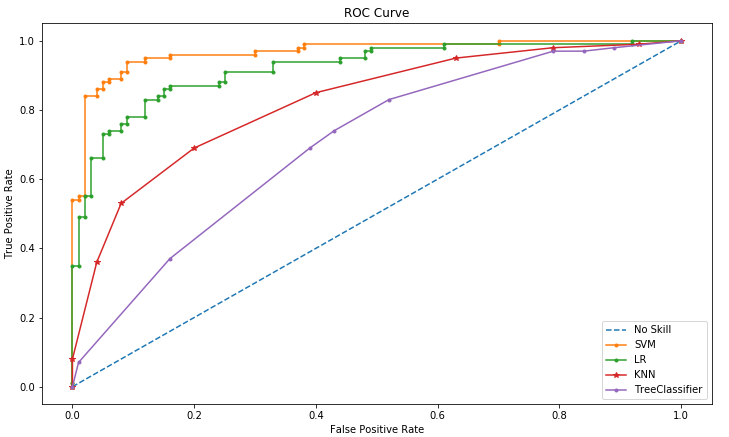 ROC Curve
True Positive Rate
1.0
0.8
0.6
0.4
0.2
0.0
0.0 0.2 0.4 0.6 0.8 1.0
False Positive Rate
No Skill
SVM
LR
KNN
TreeClassifier